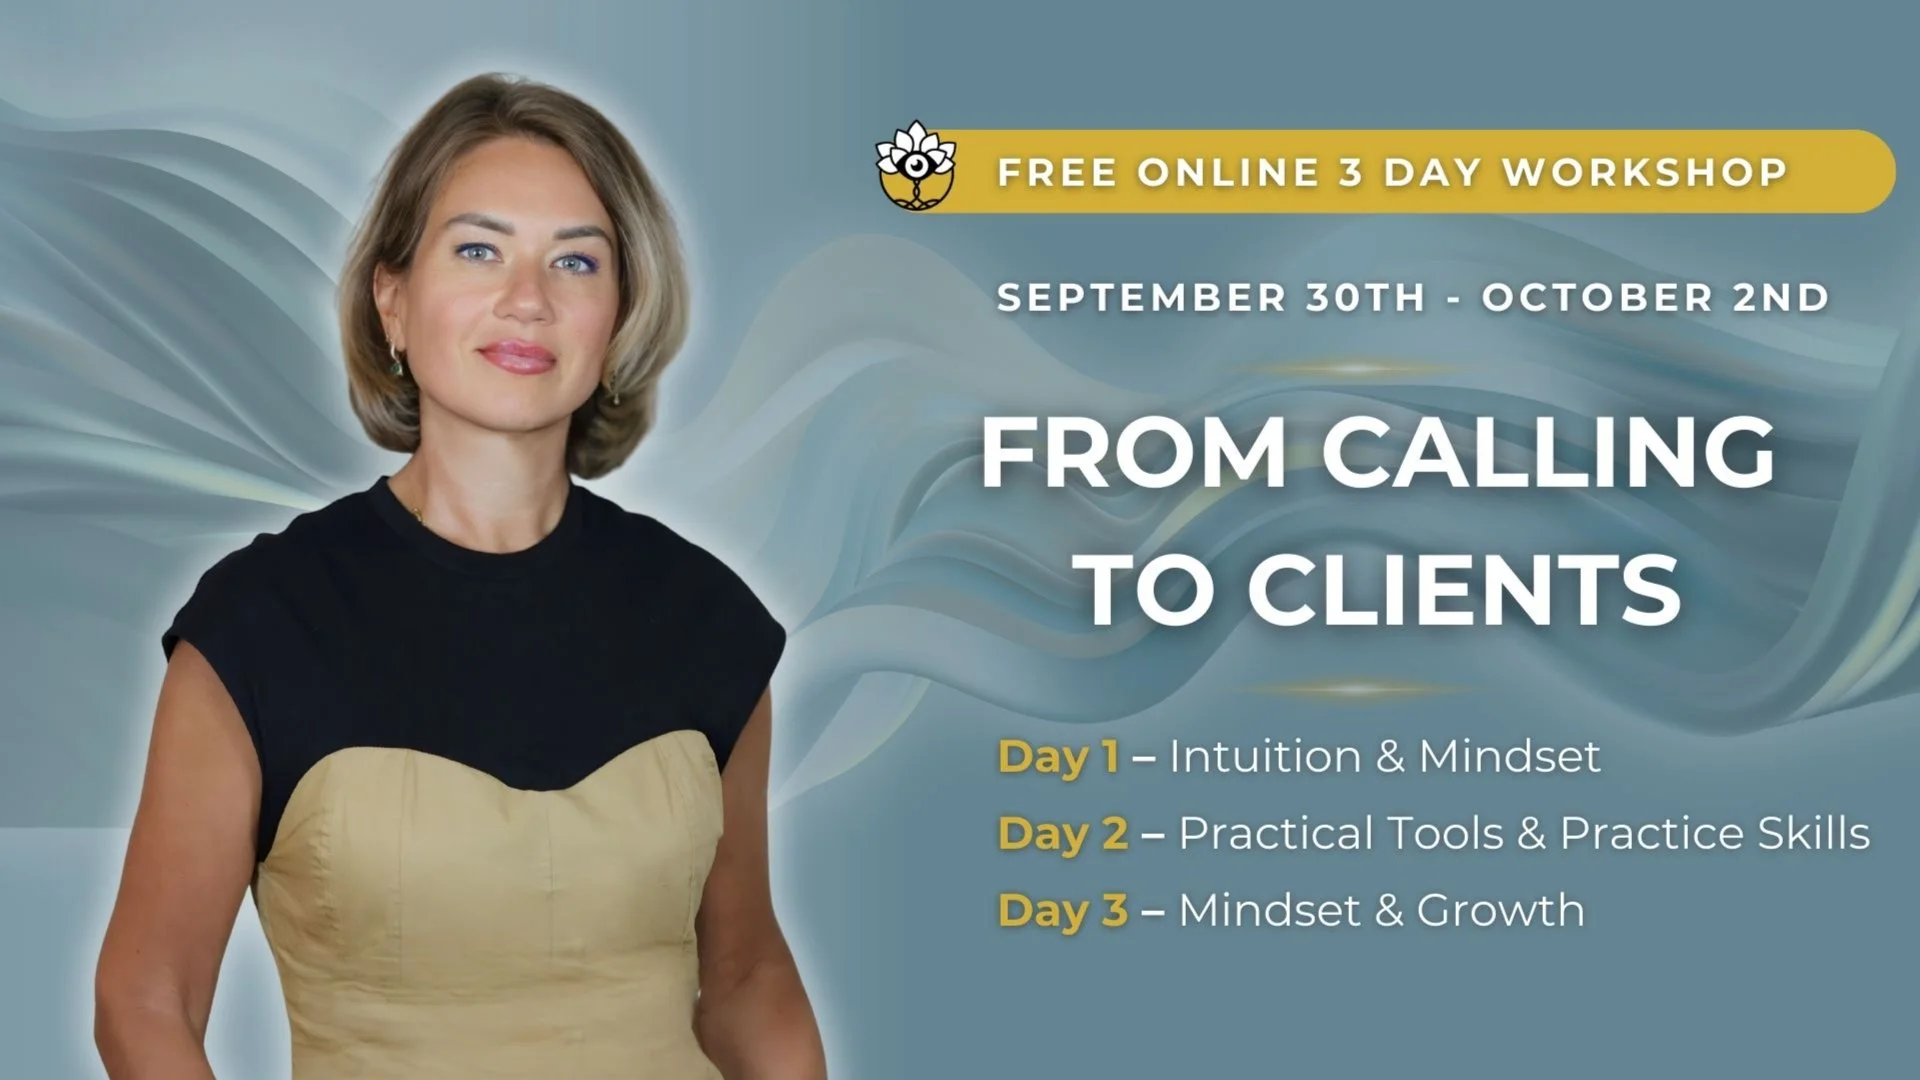 FREE ONLINE 3 DAY WORKSHOP
SEPTEMBER 30TH - OCTOBER 2ND
FROM CALLING
TO CLIENTS
Day 1 – Intuition & Mindset
Day 2 – Practical Tools & Practice Skills
Day 3 – Mindset & Growth